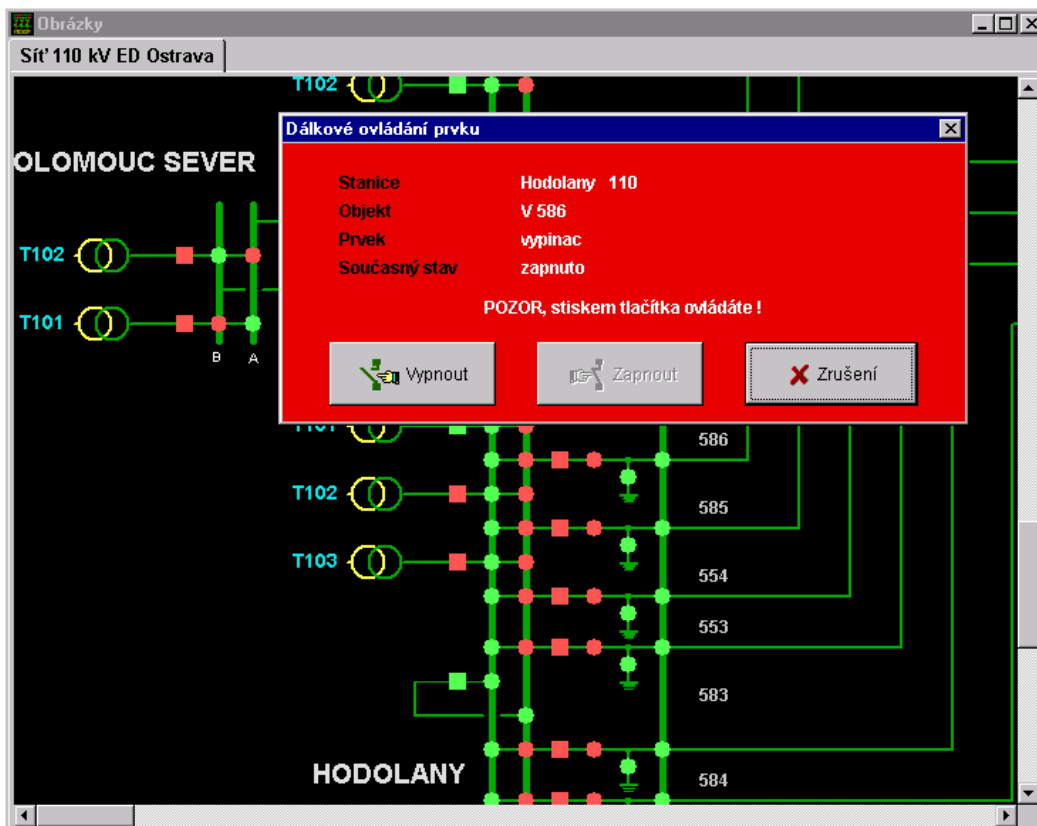 Obrázky
Síť 110 kV ED Ostrava
T102
Dálkové ovládání prvku
OLOMOUC SEVER
Stanice Hodolany 110
Objekt V 586
Prvek vypinac
Současný stav zapnuto
T102
POZOR, stiskem tlačítka ovládáte !
T101
B A
Vypnout Zapnout Zrušení
586
T102
585
T103
554
553
583
HODOLANY
584